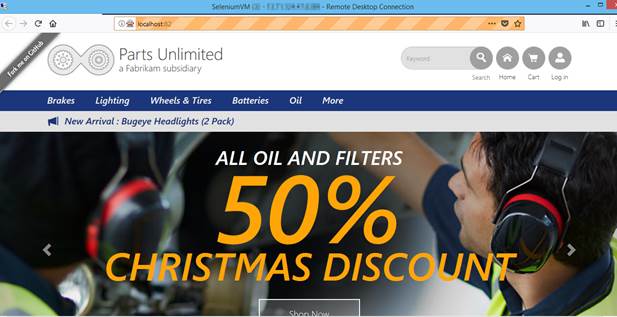 SeleniumVM
- Remote Desktop Connection
localhost:82
Fork me on GitHub
Parts Unlimited
a Fabrikam subsidiary
Keyword
Search
Home
Cart
Log in
Brakes
Lighting
Wheels & Tires
Batteries
Oil
More
New Arrival : Bugeye Headlights (2 Pack)
ALL OIL AND FILTERS
50%
CHRISTMAS DISCOUNT
Shop Now